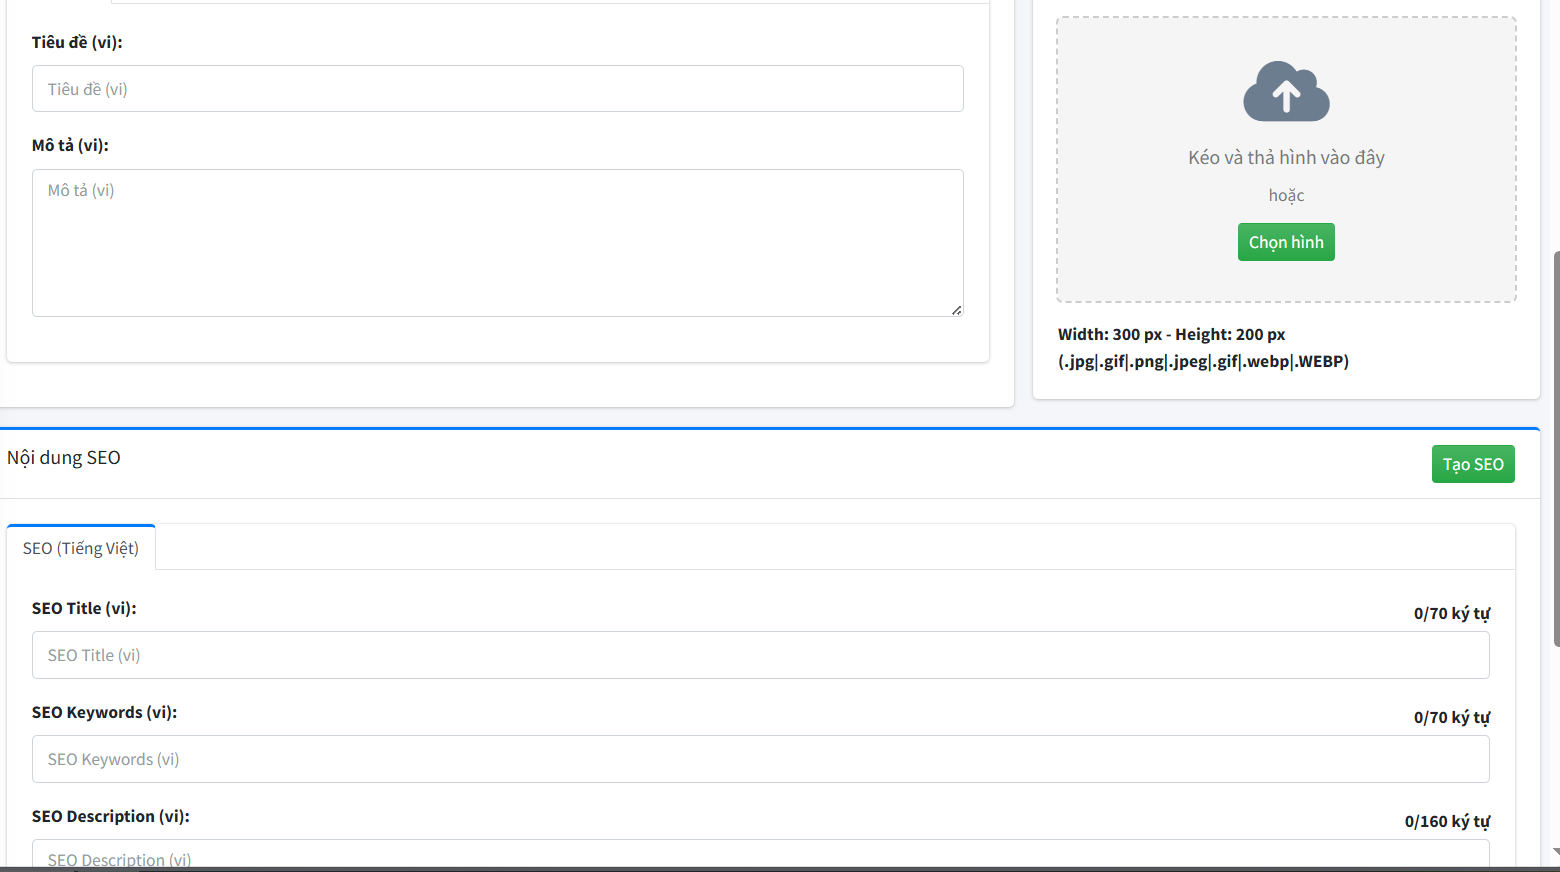 Tiêu đề (vi):
Tiêu đề (vi)
Mô tả (vi):
Mô tả (vi)
Kéo và thả hình vào đây
hoặc
Chọn hình
Width: 300 px - Height: 200 px
(.jpg|.gif|.png|.jpeg|.gif|.webp|.WEBP)
Nội dung SEO
Tạo SEO
SEO (Tiếng Việt)
SEO Title (vi):
0/70 ký tự
SEO Title (vi)
SEO Keywords (vi):
0/70 ký tự
SEO Keywords (vi)
SEO Description (vi):
0/160 ký tự
SEO Description (vi)